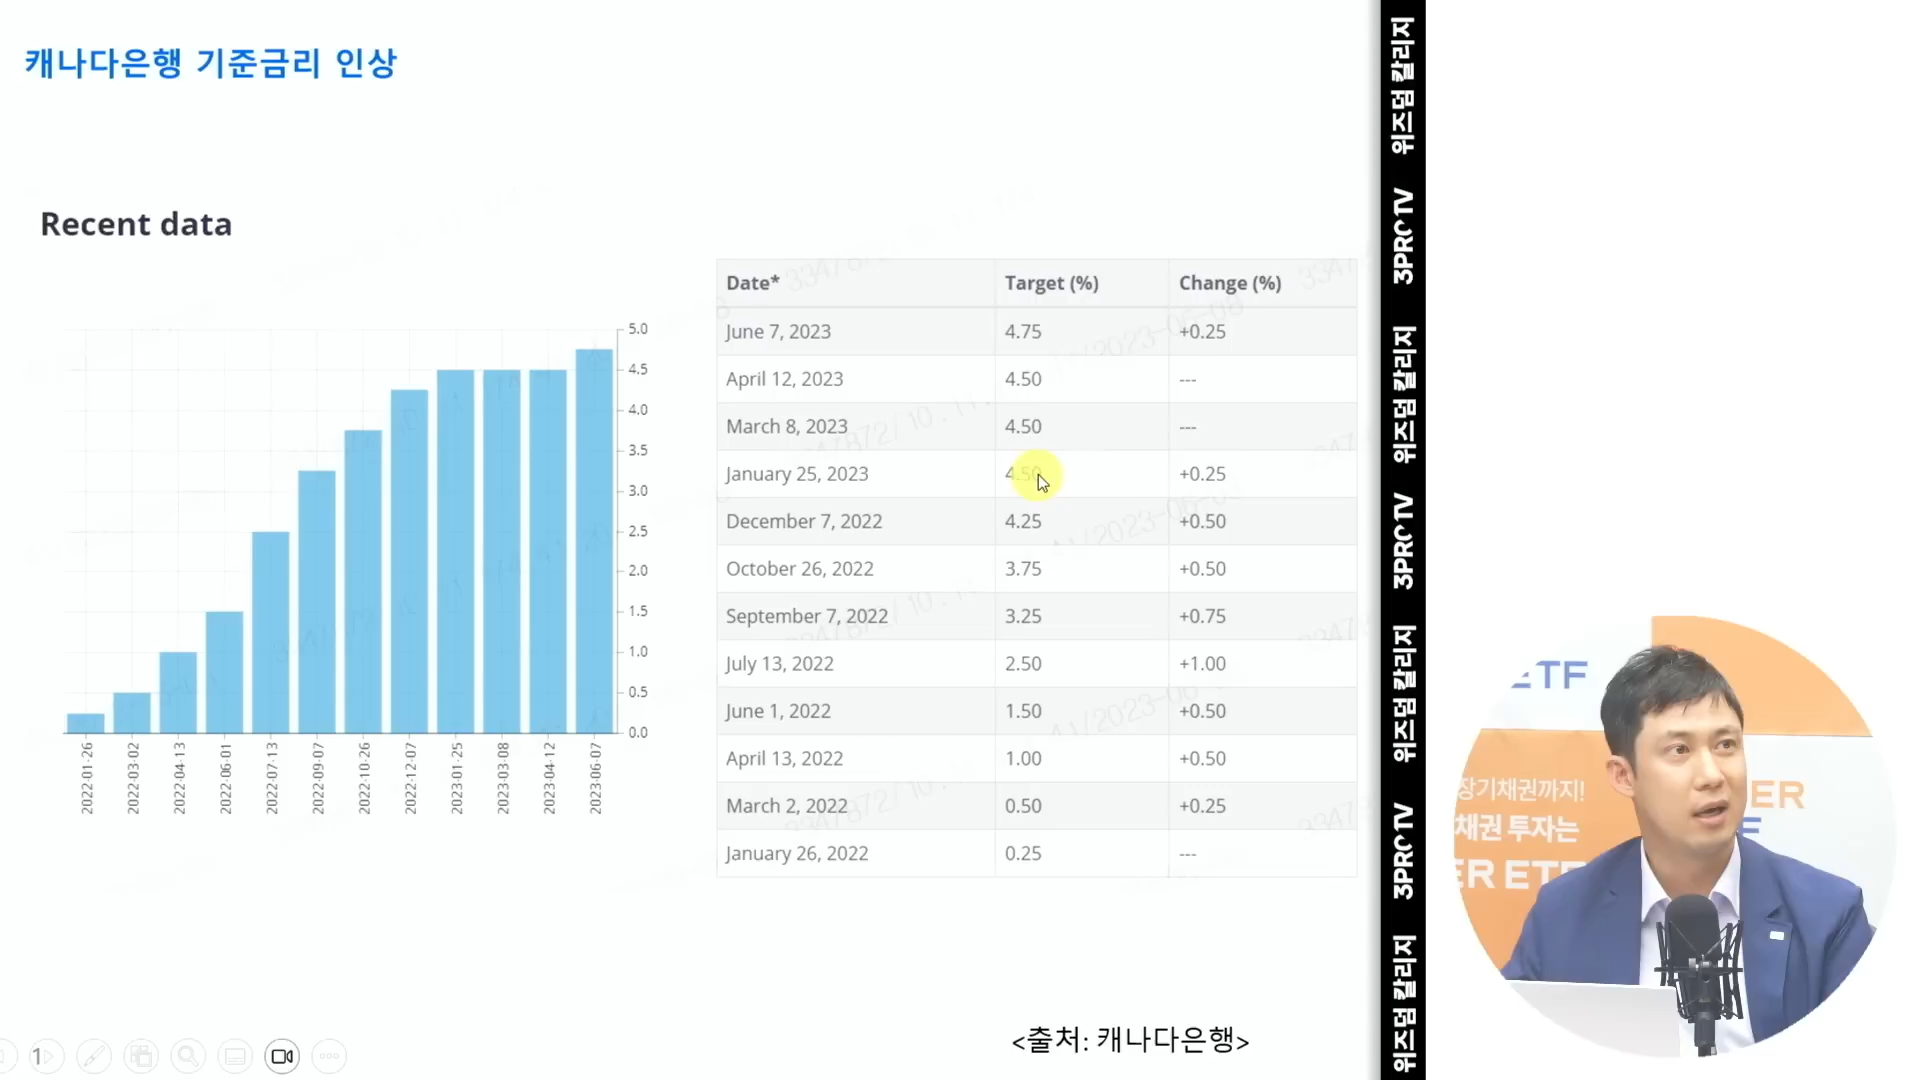 캐나다은행 기준금리 인상
Recent data
5.0
4.5
4.0
3.5
3.0
2.5
2.0
1.5
1.0
0.5
0.0
2022-01-26
2022-03-02
2022-04-13
2022-06-01
2022-07-13
2022-09-07
2022-10-26
2022-12-07
2023-01-25
2023-03-08
2023-04-12
2023-06-07
Date* Target (%) Change (%)
June 7, 2023 4.75 +0.25
April 12, 2023 4.50 ---
March 8, 2023 4.50 ---
January 25, 2023 4.50 +0.25
December 7, 2022 4.25 +0.50
October 26, 2022 3.75 +0.50
September 7, 2022 3.25 +0.75
July 13, 2022 2.50 +1.00
June 1, 2022 1.50 +0.50
April 13, 2022 1.00 +0.50
March 2, 2022 0.50 +0.25
January 26, 2022 0.25 ---
<출처: 캐나다은행>
1
위즈덤 칼리지
3PROTV
위즈덤 칼리지
3PROTV
위즈덤 칼리지
3PROTV
위즈덤 칼리지
ETF
장기채권까지!
채권 투자는
ER ETF
ER